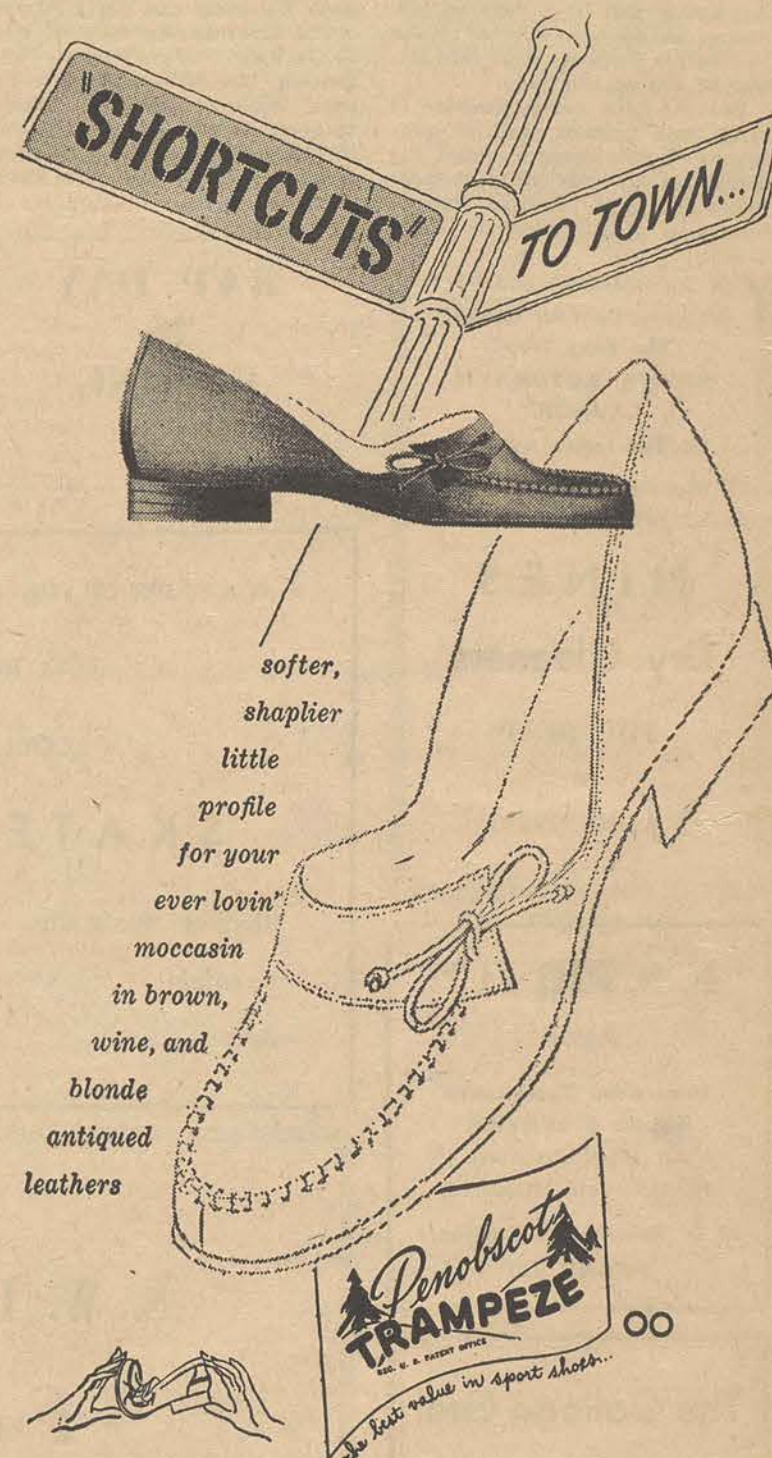 "SHORTCUTS"
TO TOWN...
softer,
shaplier
little
profile
for your
ever lovin'
moccasin
in brown,
wine, and
blonde
antiqued
leathers
Penobscot
TRAMPEZE
REG. U. S. PATENT OFFICE
OO
the best value in sport shoes...